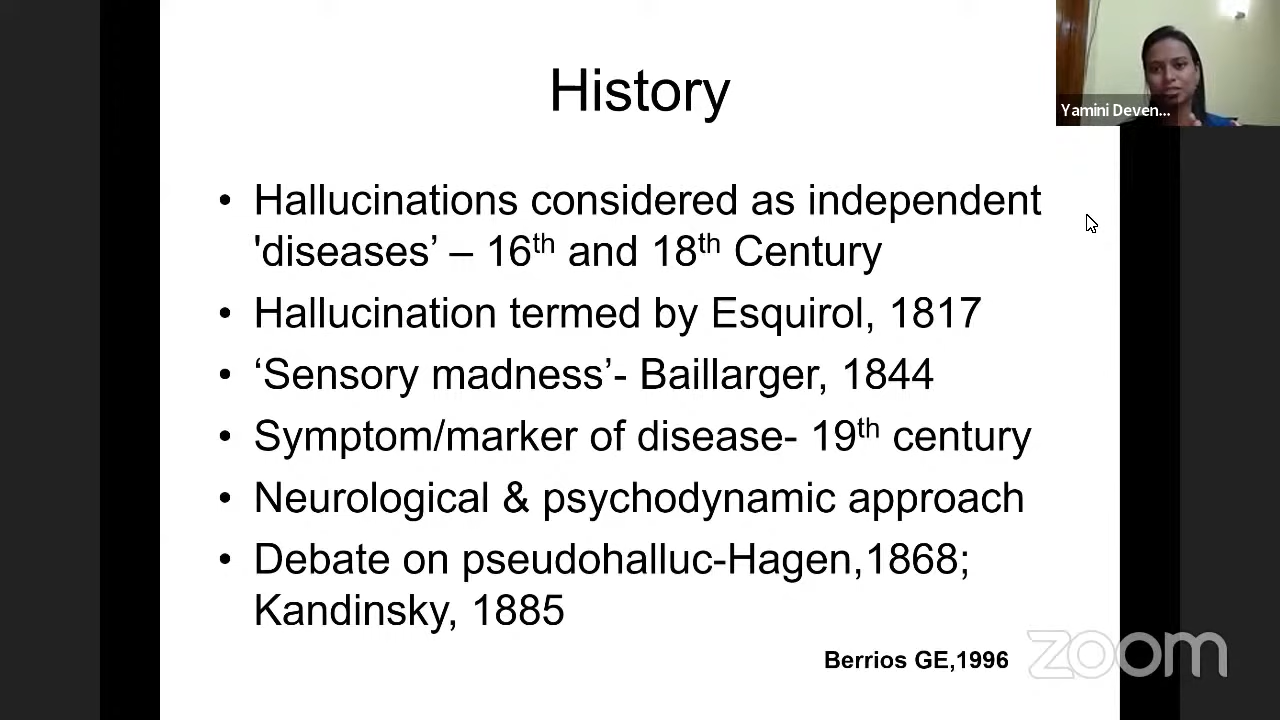 History
Yamini Deven...
• Hallucinations considered as independent
'diseases’ – 16th and 18th Century
• Hallucination termed by Esquirol, 1817
• ‘Sensory madness’- Baillarger, 1844
• Symptom/marker of disease- 19th century
• Neurological & psychodynamic approach
• Debate on pseudohalluc-Hagen,1868;
Kandinsky, 1885
Berrios GE,1996
zoom